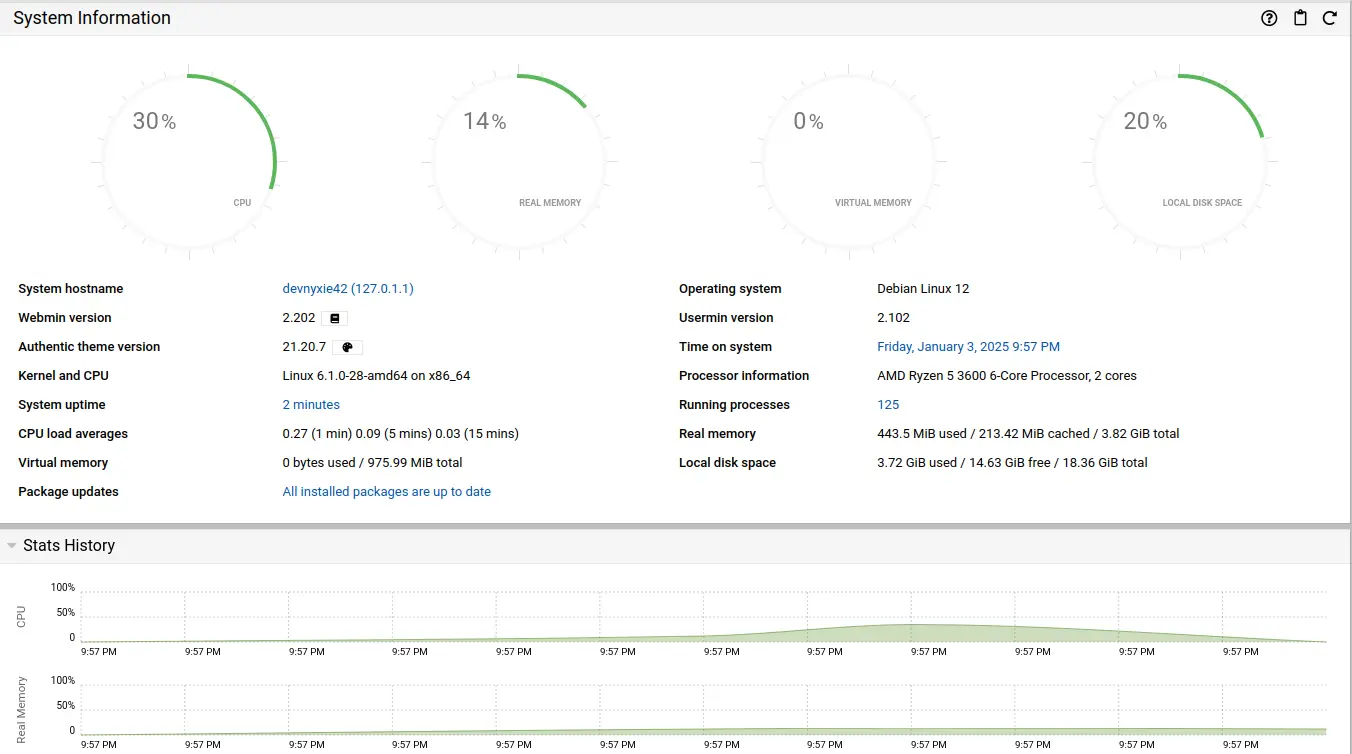 System Information
30%
CPU
14%
REAL MEMORY
0%
VIRTUAL MEMORY
20%
LOCAL DISK SPACE
System hostname devnyxie42 (127.0.1.1) Operating system Debian Linux 12
Webmin version 2.202 Usermin version 2.102
Authentic theme version 21.20.7 Time on system Friday, January 3, 2025 9:57 PM
Kernel and CPU Linux 6.1.0-28-amd64 on x86_64 Processor information AMD Ryzen 5 3600 6-Core Processor, 2 cores
System uptime 2 minutes Running processes 125
CPU load averages 0.27 (1 min) 0.09 (5 mins) 0.03 (15 mins) Real memory 443.5 MiB used / 213.42 MiB cached / 3.82 GiB total
Virtual memory 0 bytes used / 975.99 MiB total Local disk space 3.72 GiB used / 14.63 GiB free / 18.36 GiB total
Package updates All installed packages are up to date
Stats History
CPU
100%
50%
0
9:57 PM 9:57 PM 9:57 PM 9:57 PM 9:57 PM 9:57 PM 9:57 PM 9:57 PM 9:57 PM 9:57 PM 9:57 PM 9:57 PM
Real Memory
100%
50%
0
9:57 PM 9:57 PM 9:57 PM 9:57 PM 9:57 PM 9:57 PM 9:57 PM 9:57 PM 9:57 PM 9:57 PM 9:57 PM 9:57 PM